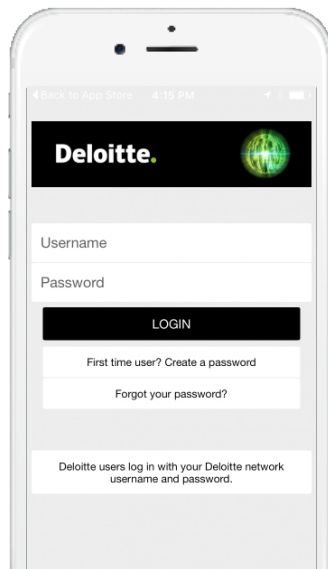 Back to App Store 4:15 PM
Deloitte.
Username
Password
LOGIN
First time user? Create a password
Forgot your password?
Deloitte users log in with your Deloitte network
username and password.